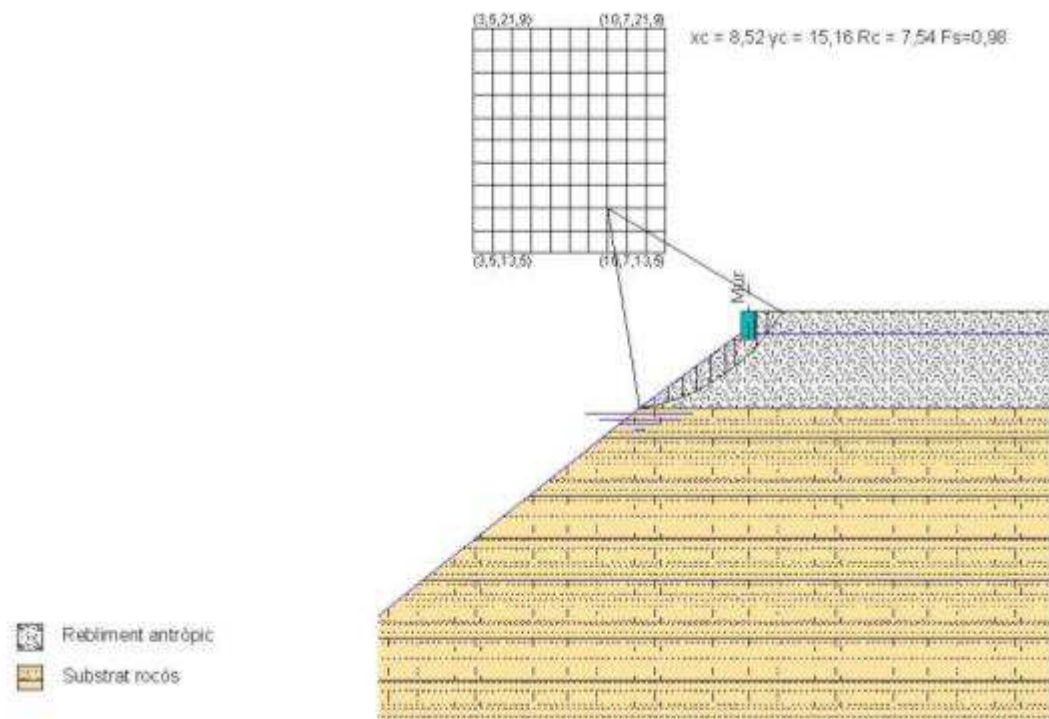 (3,5,21,9) (10,7,21,9)
xc = 8,52 yc = 15,16 Rc = 7,54 Fs=0,98
(3,5,13,5) (10,7,13,5)
Mur
Rebliment antròpic
Substrat rocós